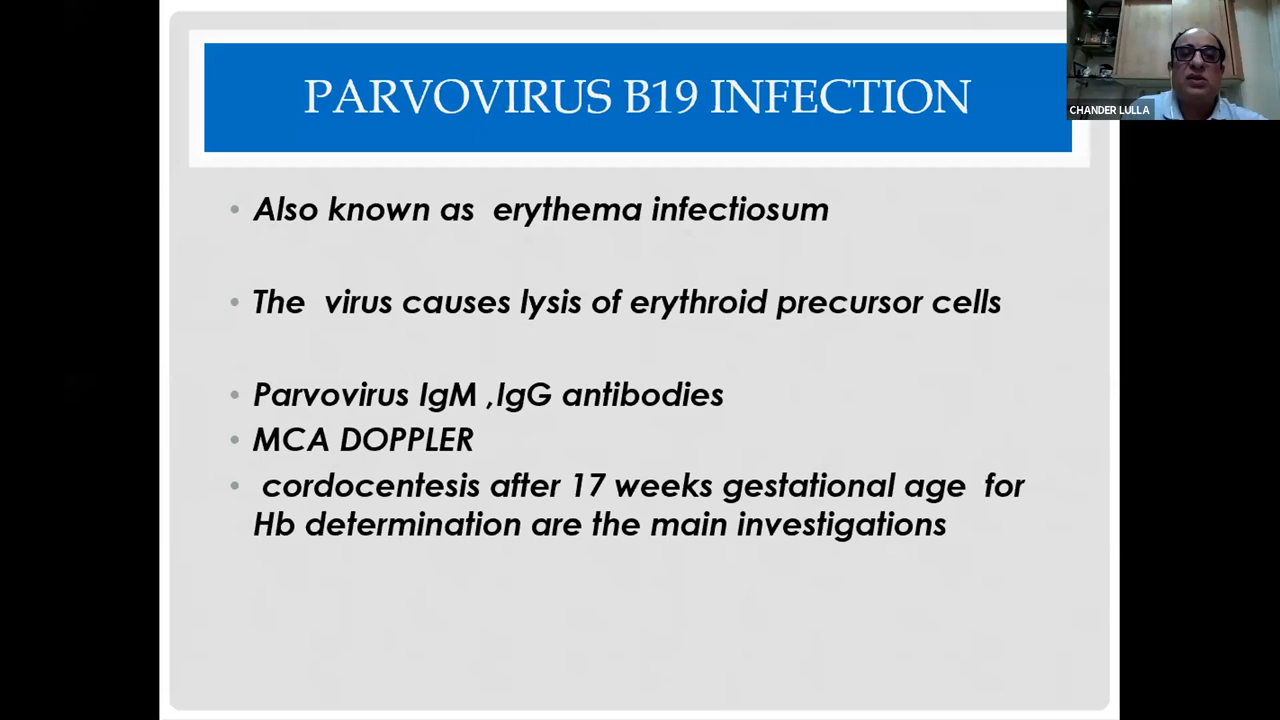 PARVOVIRUS B19 INFECTION
CHANDER LULLA
• Also known as erythema infectiosum
• The virus causes lysis of erythroid precursor cells
• Parvovirus IgM ,IgG antibodies
• MCA DOPPLER
• cordocentesis after 17 weeks gestational age for
Hb determination are the main investigations